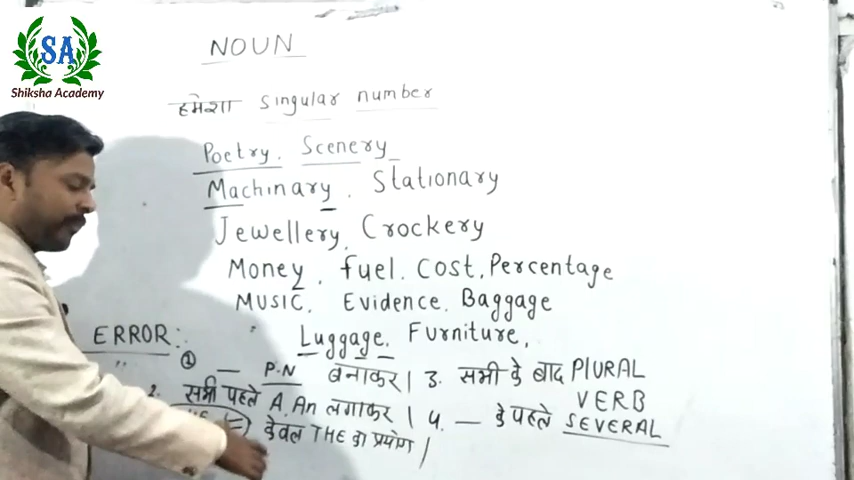 SA
Shiksha Academy
NOUN
हमेशा singular number
Poetry, Scenery
Machinary, Stationary
Jewellery, Crockery
Money, fuel, Cost, Percentage
MUSIC, Evidence, Baggage
Luggage, Furniture,
ERROR:
① — P.N बनाकर |
2. सभी पहले A, An लगाकर |
केवल THE का प्रयोग |
3. सभी के बाद PlURAL
VERB
4. — के पहले SEVERAL